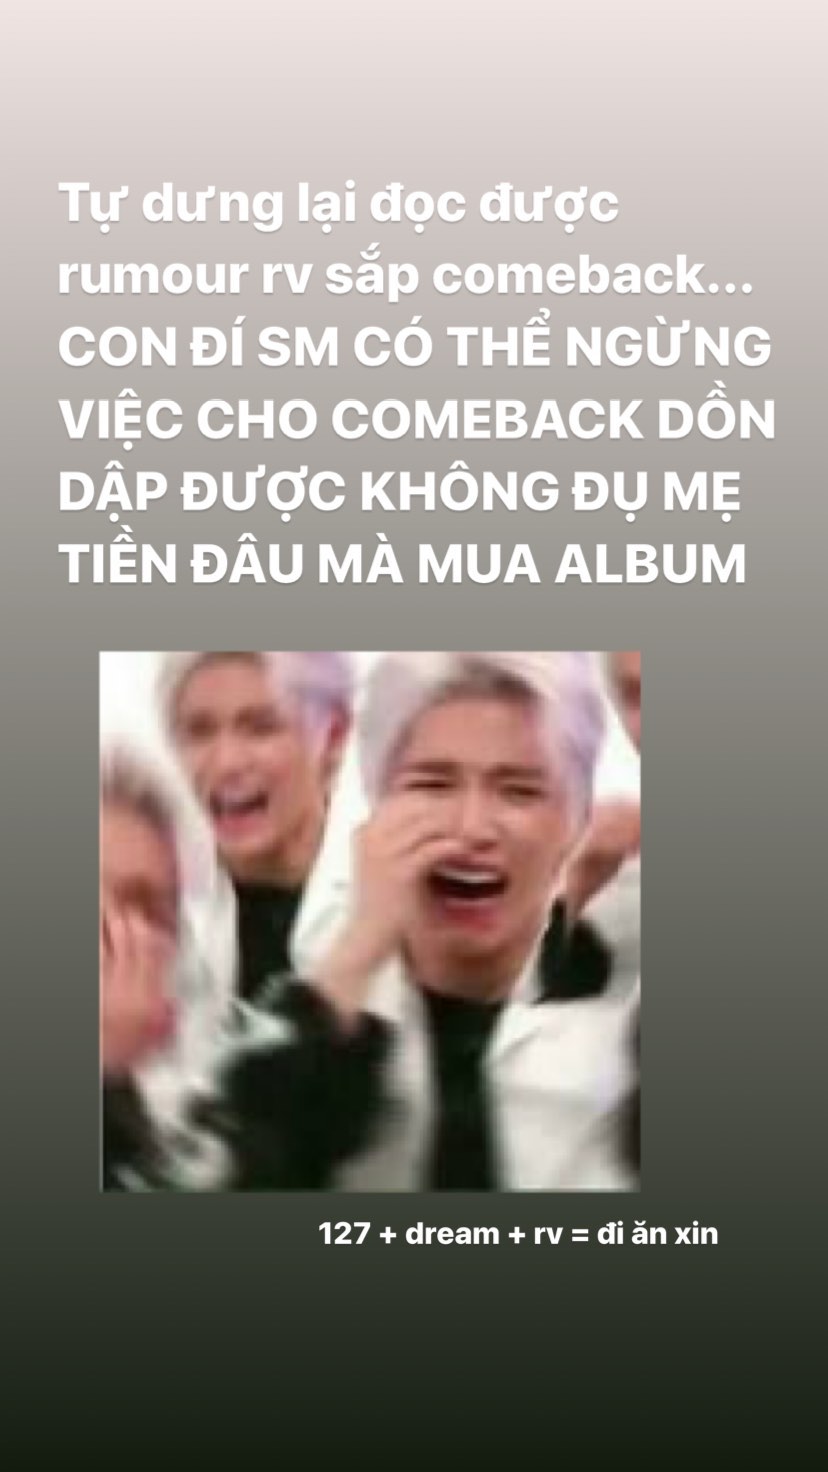 Tự dưng lại đọc được
rumour rv sắp comeback...
CON ĐÍ SM CÓ THỂ NGỪNG
VIỆC CHO COMEBACK DỒN
DẬP ĐƯỢC KHÔNG ĐỤ MẸ
TIỀN ĐÂU MÀ MUA ALBUM
127 + dream + rv = đi ăn xin